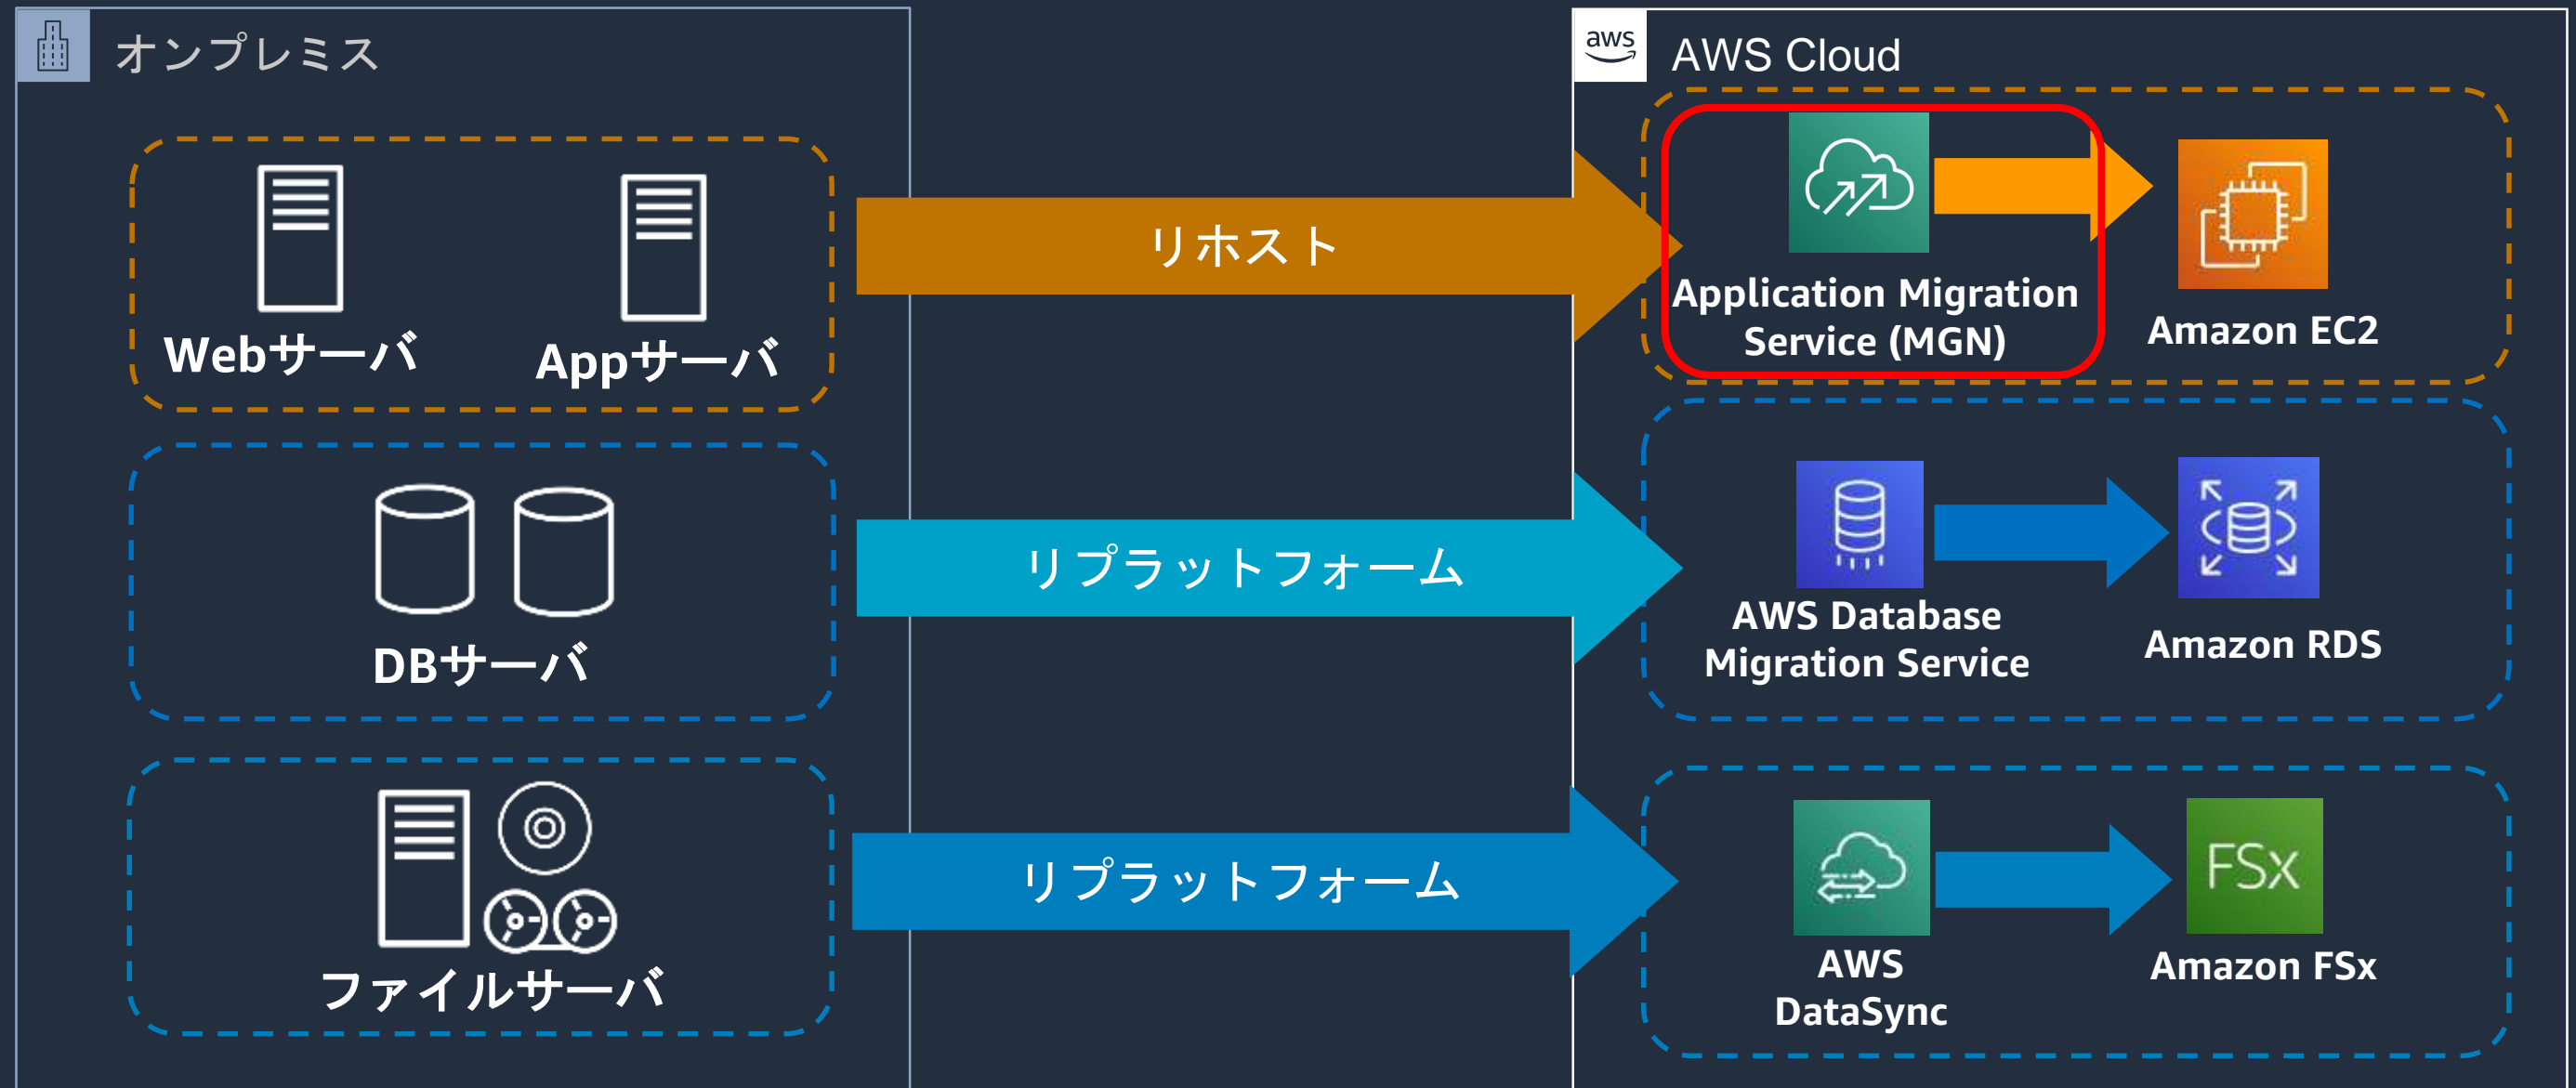 オンプレミス
aws
AWS Cloud
Webサーバ
Appサーバ
リホスト
Application Migration
Service (MGN)
Amazon EC2
DBサーバ
リプラットフォーム
AWS Database
Migration Service
Amazon RDS
ファイルサーバ
リプラットフォーム
AWS
DataSync
FSx
Amazon FSx